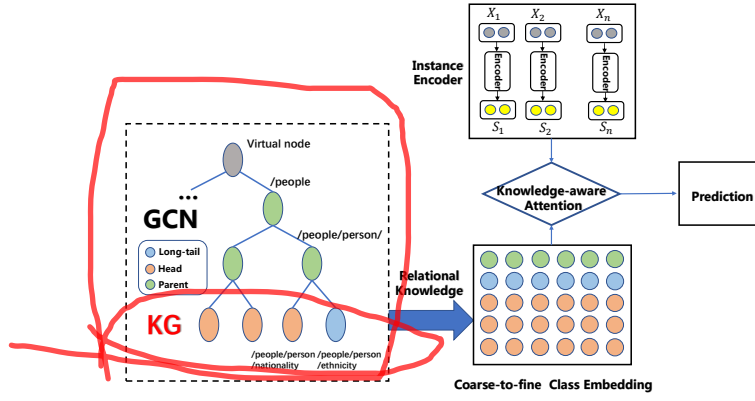 X₁
X₂
Xₙ
Instance
Encoder
Encoder
Encoder
Encoder
S₁
S₂
Sₙ
Virtual node
/people
...
GCN
/people/person/
Long-tail
Head
Parent
KG
/people/person
/nationality
/people/person
/ethnicity
Relational
Knowledge
Knowledge-aware
Attention
Prediction
Coarse-to-fine Class Embedding